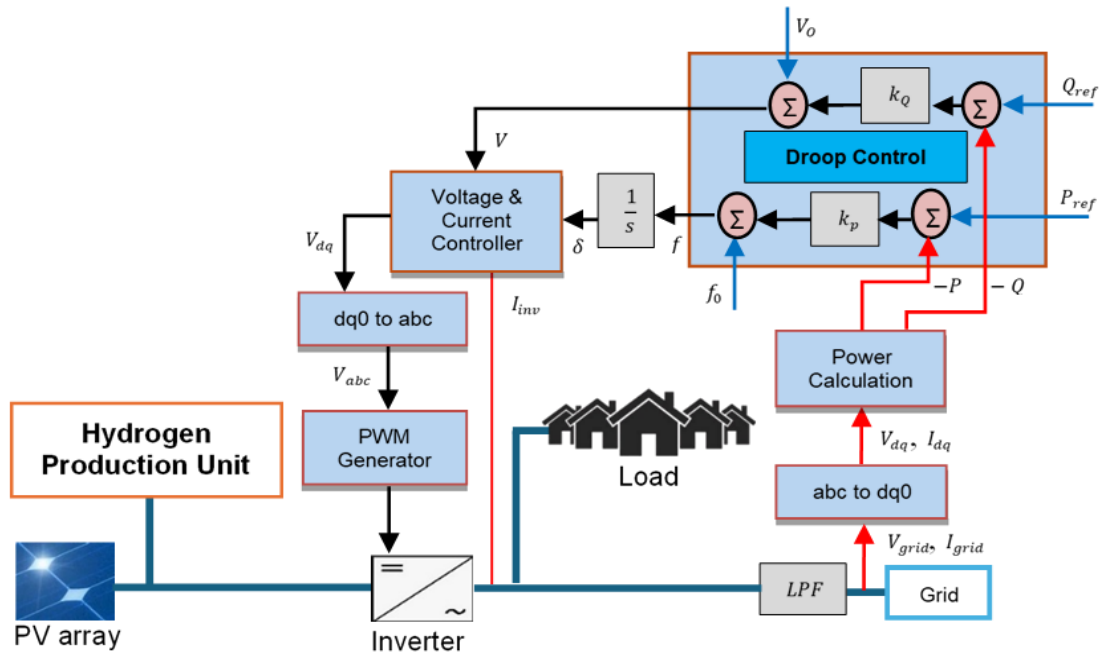 V_O
k_Q
Σ
Σ
Q_ref
Droop Control
V
Voltage &
Current
Controller
1
s
δ
f
Σ
k_p
Σ
P_ref
V_dq
f_0
−P
− Q
I_inv
dq0 to abc
Power
Calculation
V_abc
Hydrogen
Production Unit
PWM
Generator
Load
V_dq, I_dq
abc to dq0
V_grid, I_grid
=
~
LPF
Grid
PV array
Inverter